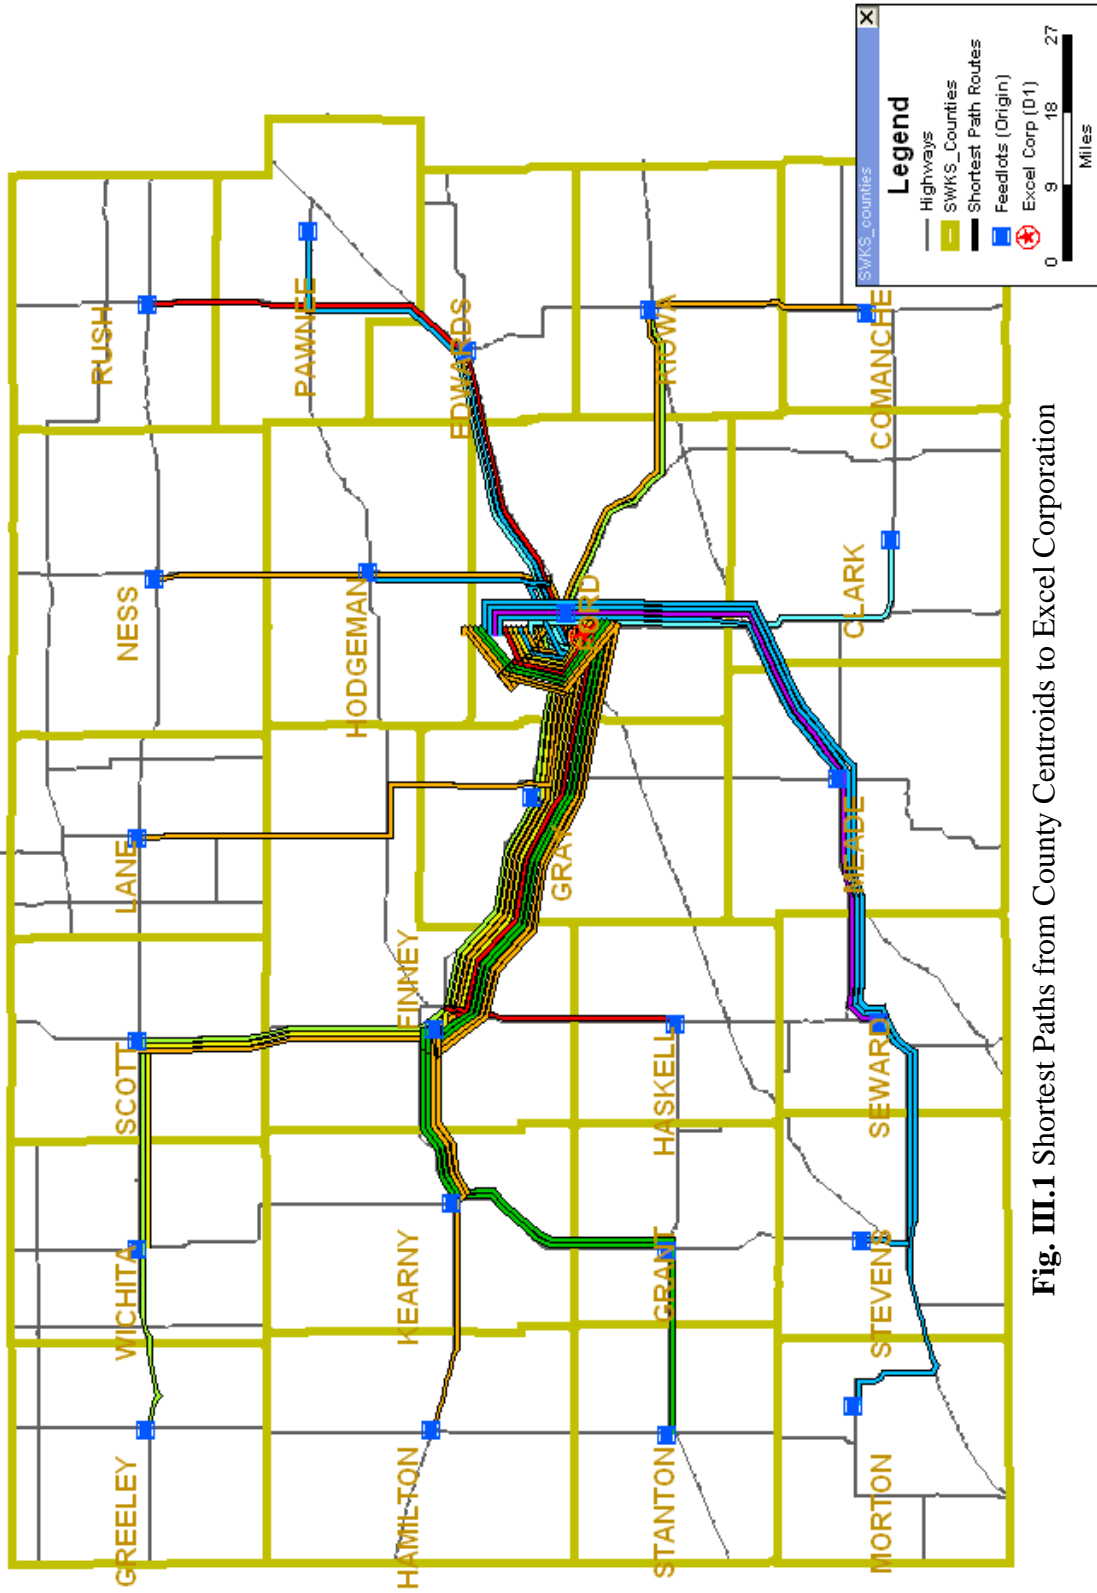 GREELEY
WICHITA
SCOTT
LANE
NESS
RUSH
HAMILTON
KEARNY
FINNEY
HODGEMAN
PAWNEE
EDWARDS
STANTON
GRANT
HASKELL
GRAY
FORD
KIOWA
MORTON
STEVENS
SEWARD
MEADE
CLARK
COMANCHE
SWKS_counties
Legend
Highways
SWKS_Counties
Shortest Path Routes
Feedlots (Origin)
Excel Corp (D1)
0 9 18 27
Miles
Fig. III.1 Shortest Paths from County Centroids to Excel Corporation